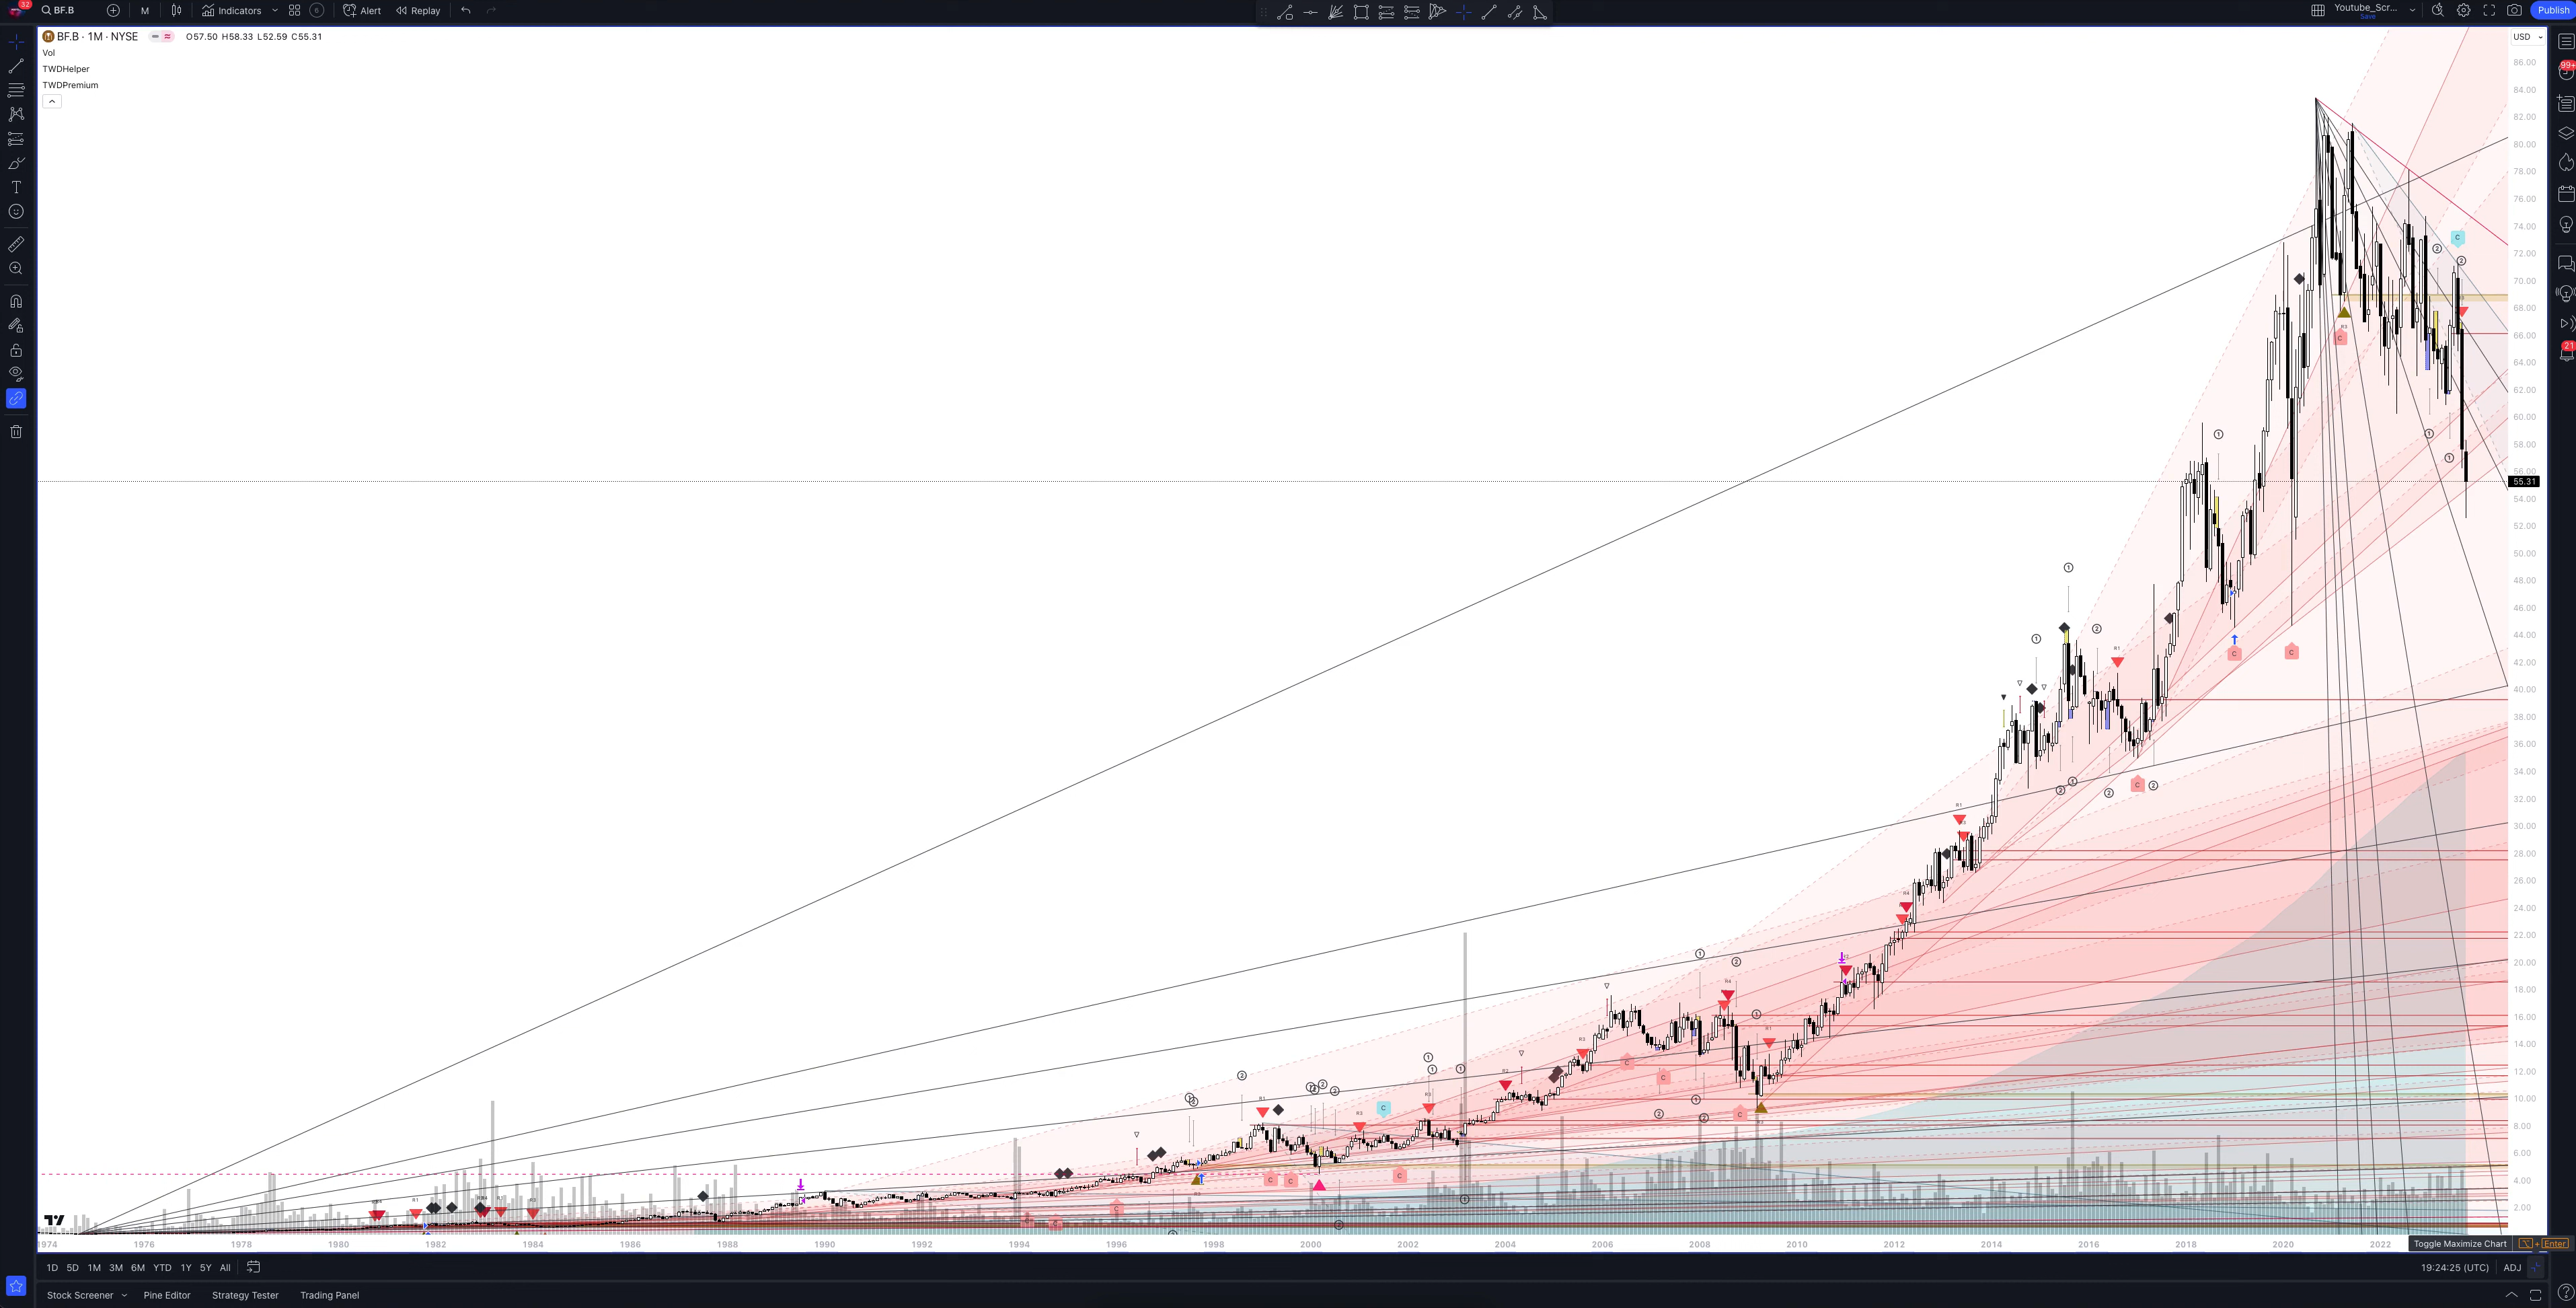 32
BF.B
M
Indicators
Alert
Replay
Youtube_Scr...
Save
Publish
BF.B · 1M · NYSE
O57.50 H58.33 L52.59 C55.31
Vol
TWDHelper
TWDPremium
USD
99+
21
86.00
84.00
82.00
80.00
78.00
76.00
74.00
72.00
70.00
68.00
66.00
64.00
62.00
60.00
58.00
56.00
55.31
54.00
52.00
50.00
48.00
46.00
44.00
42.00
40.00
38.00
36.00
34.00
32.00
30.00
28.00
26.00
24.00
22.00
20.00
18.00
16.00
14.00
12.00
10.00
8.00
6.00
4.00
2.00
1974 1976 1978 1980 1982 1984 1986 1988 1990 1992 1994 1996 1998 2000 2002 2004 2006 2008 2010 2012 2014 2016 2018 2020 2022
Toggle Maximize Chart ⌥ + Enter
1D 5D 1M 3M 6M YTD 1Y 5Y All
19:24:25 (UTC) ADJ
Stock Screener Pine Editor Strategy Tester Trading Panel